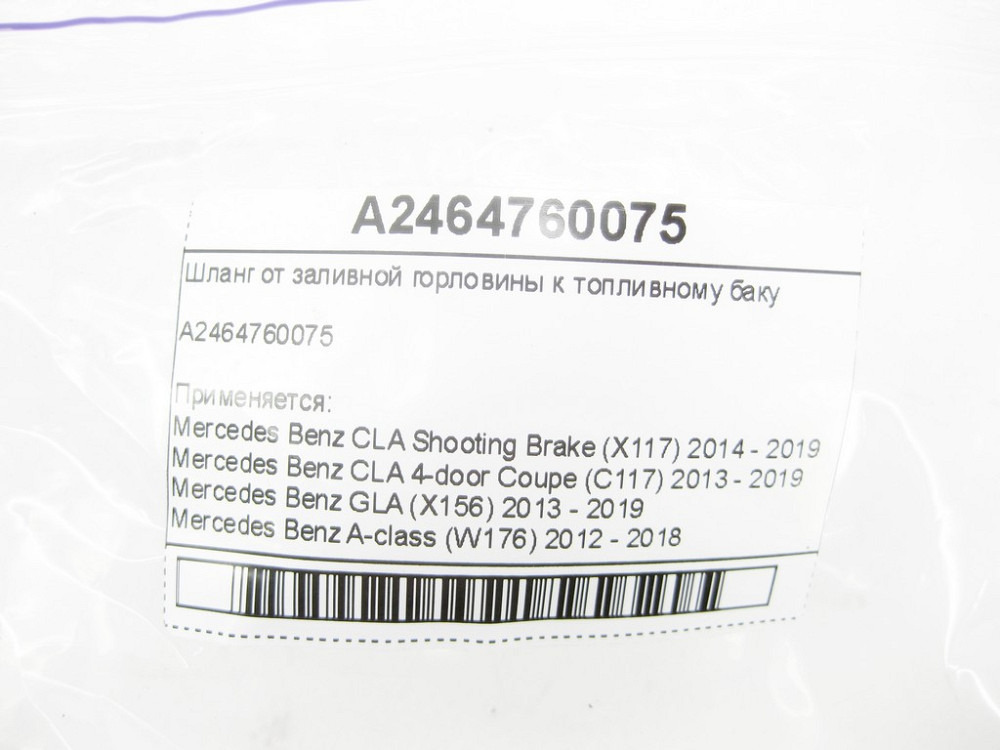 A2464760075
Шланг от заливной горловины к топливному баку
A2464760075
Применяется:
Mercedes Benz CLA Shooting Brake (X117) 2014 - 2019
Mercedes Benz CLA 4-door Coupe (C117) 2013 - 2019
Mercedes Benz GLA (X156) 2013 - 2019
Mercedes Benz A-class (W176) 2012 - 2018